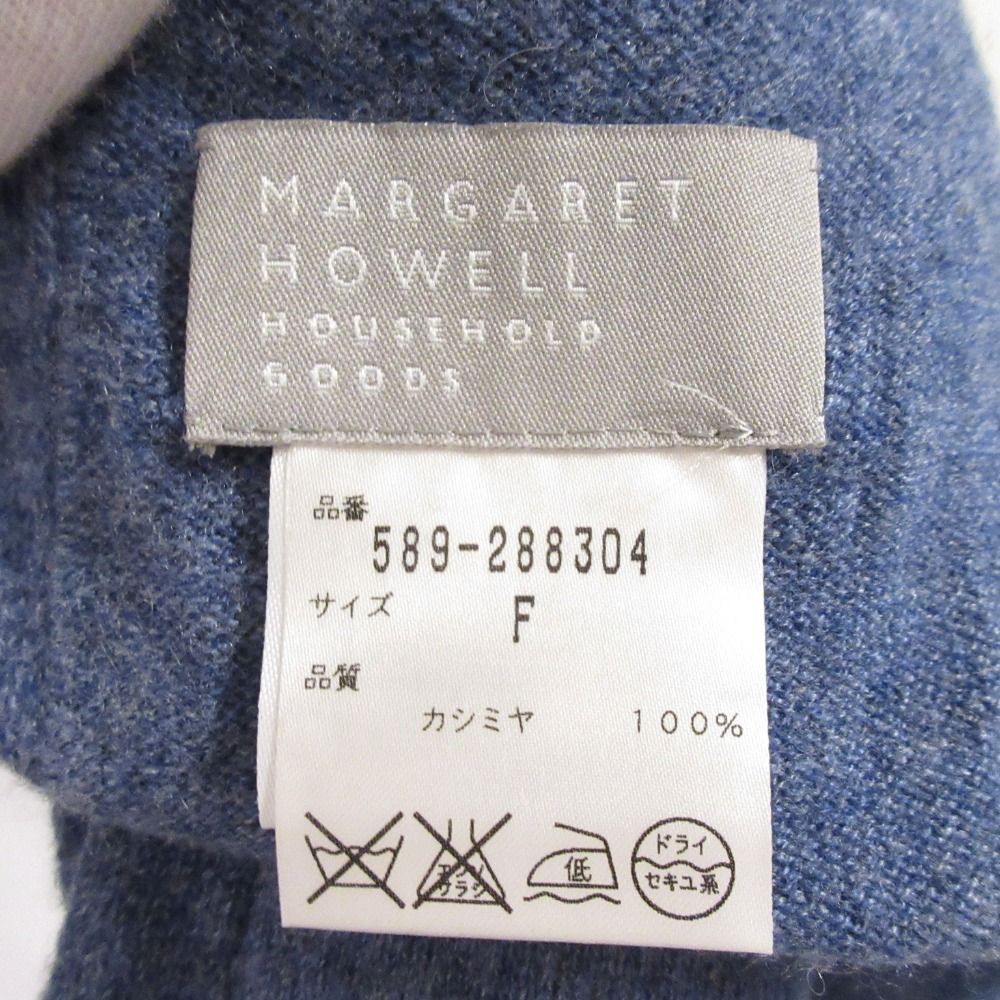 MARGARET
HOWELL
HOUSEHOLD
GOODS
品番
589-288304
サイズ F
品質
カシミヤ 100%
エンソ
サラシ
低
ドライ
セキユ系